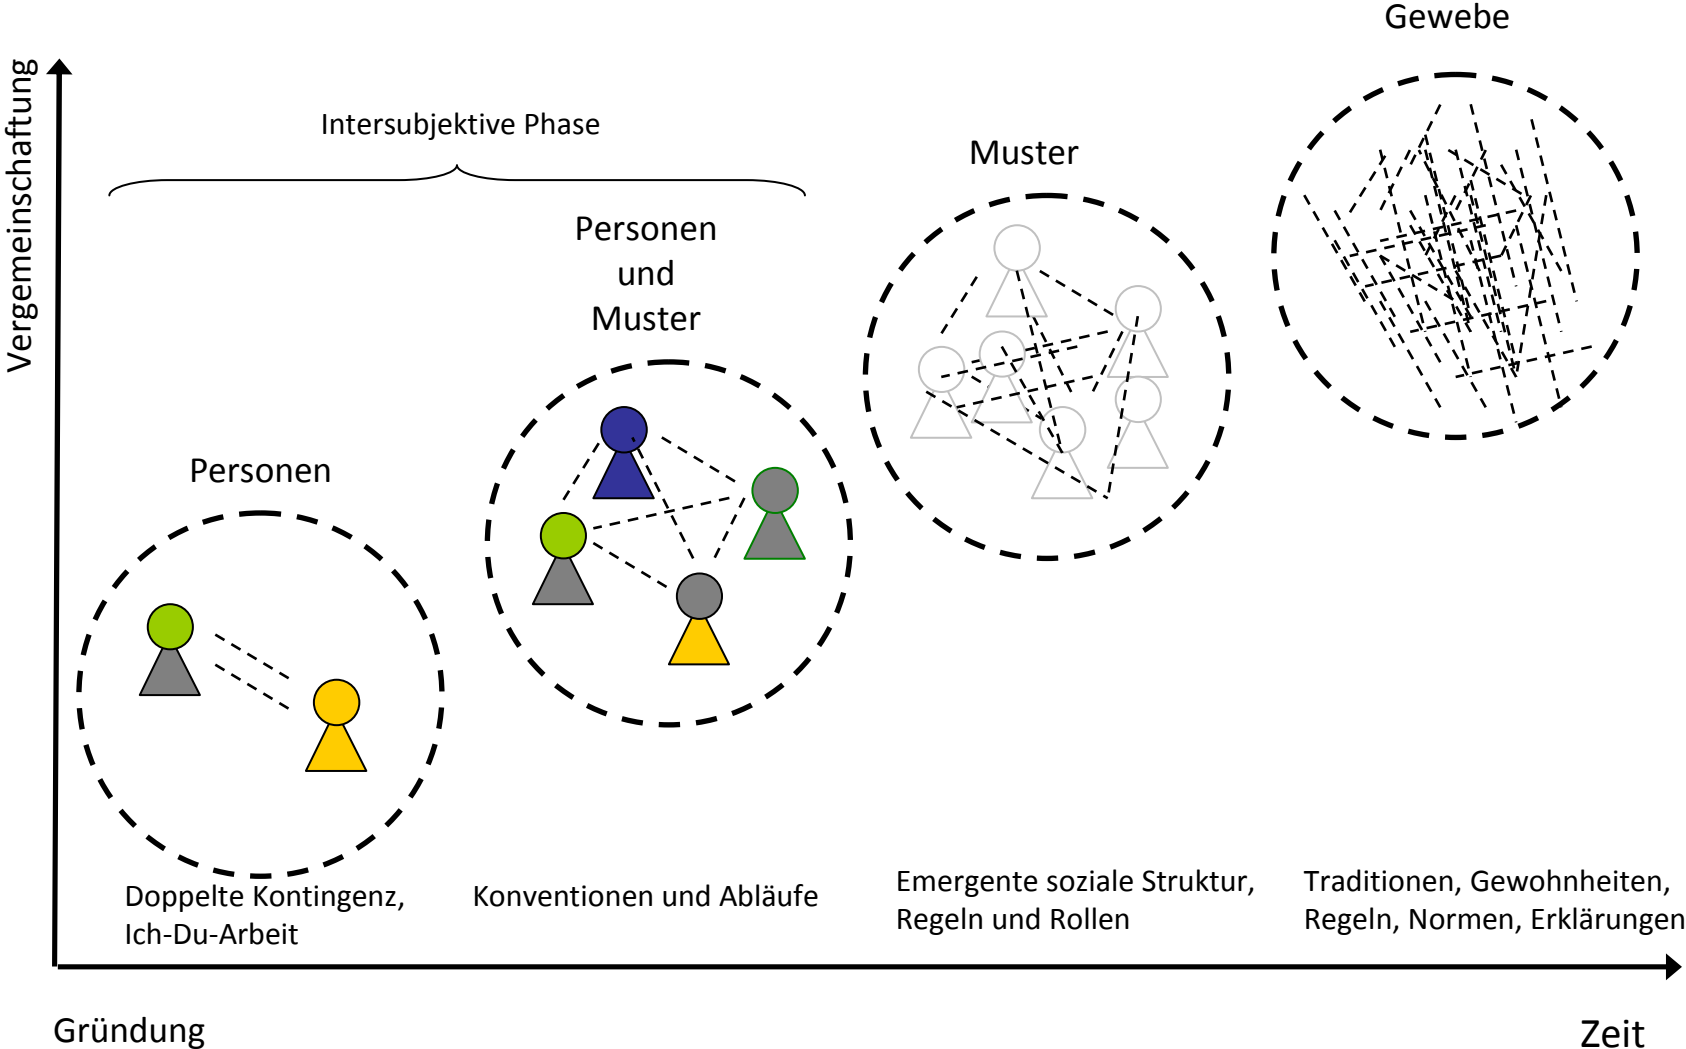 Gewebe
Vergemeinschaftung
Intersubjektive Phase
Muster
Personen
und
Muster
Personen
Doppelte Kontingenz,
Ich-Du-Arbeit
Konventionen und Abläufe
Emergente soziale Struktur,
Regeln und Rollen
Traditionen, Gewohnheiten,
Regeln, Normen, Erklärungen
Gründung
Zeit